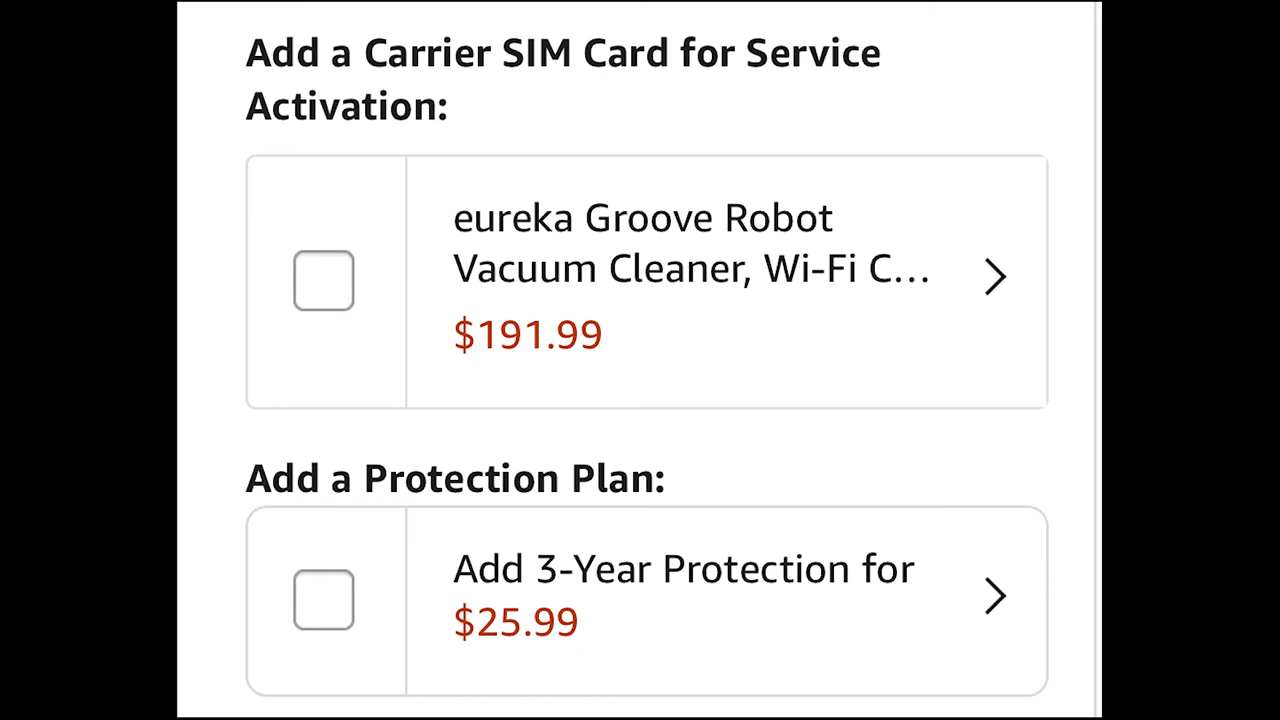 Add a Carrier SIM Card for Service
Activation:
eureka Groove Robot
Vacuum Cleaner, Wi-Fi C...
$191.99
Add a Protection Plan:
Add 3-Year Protection for
$25.99